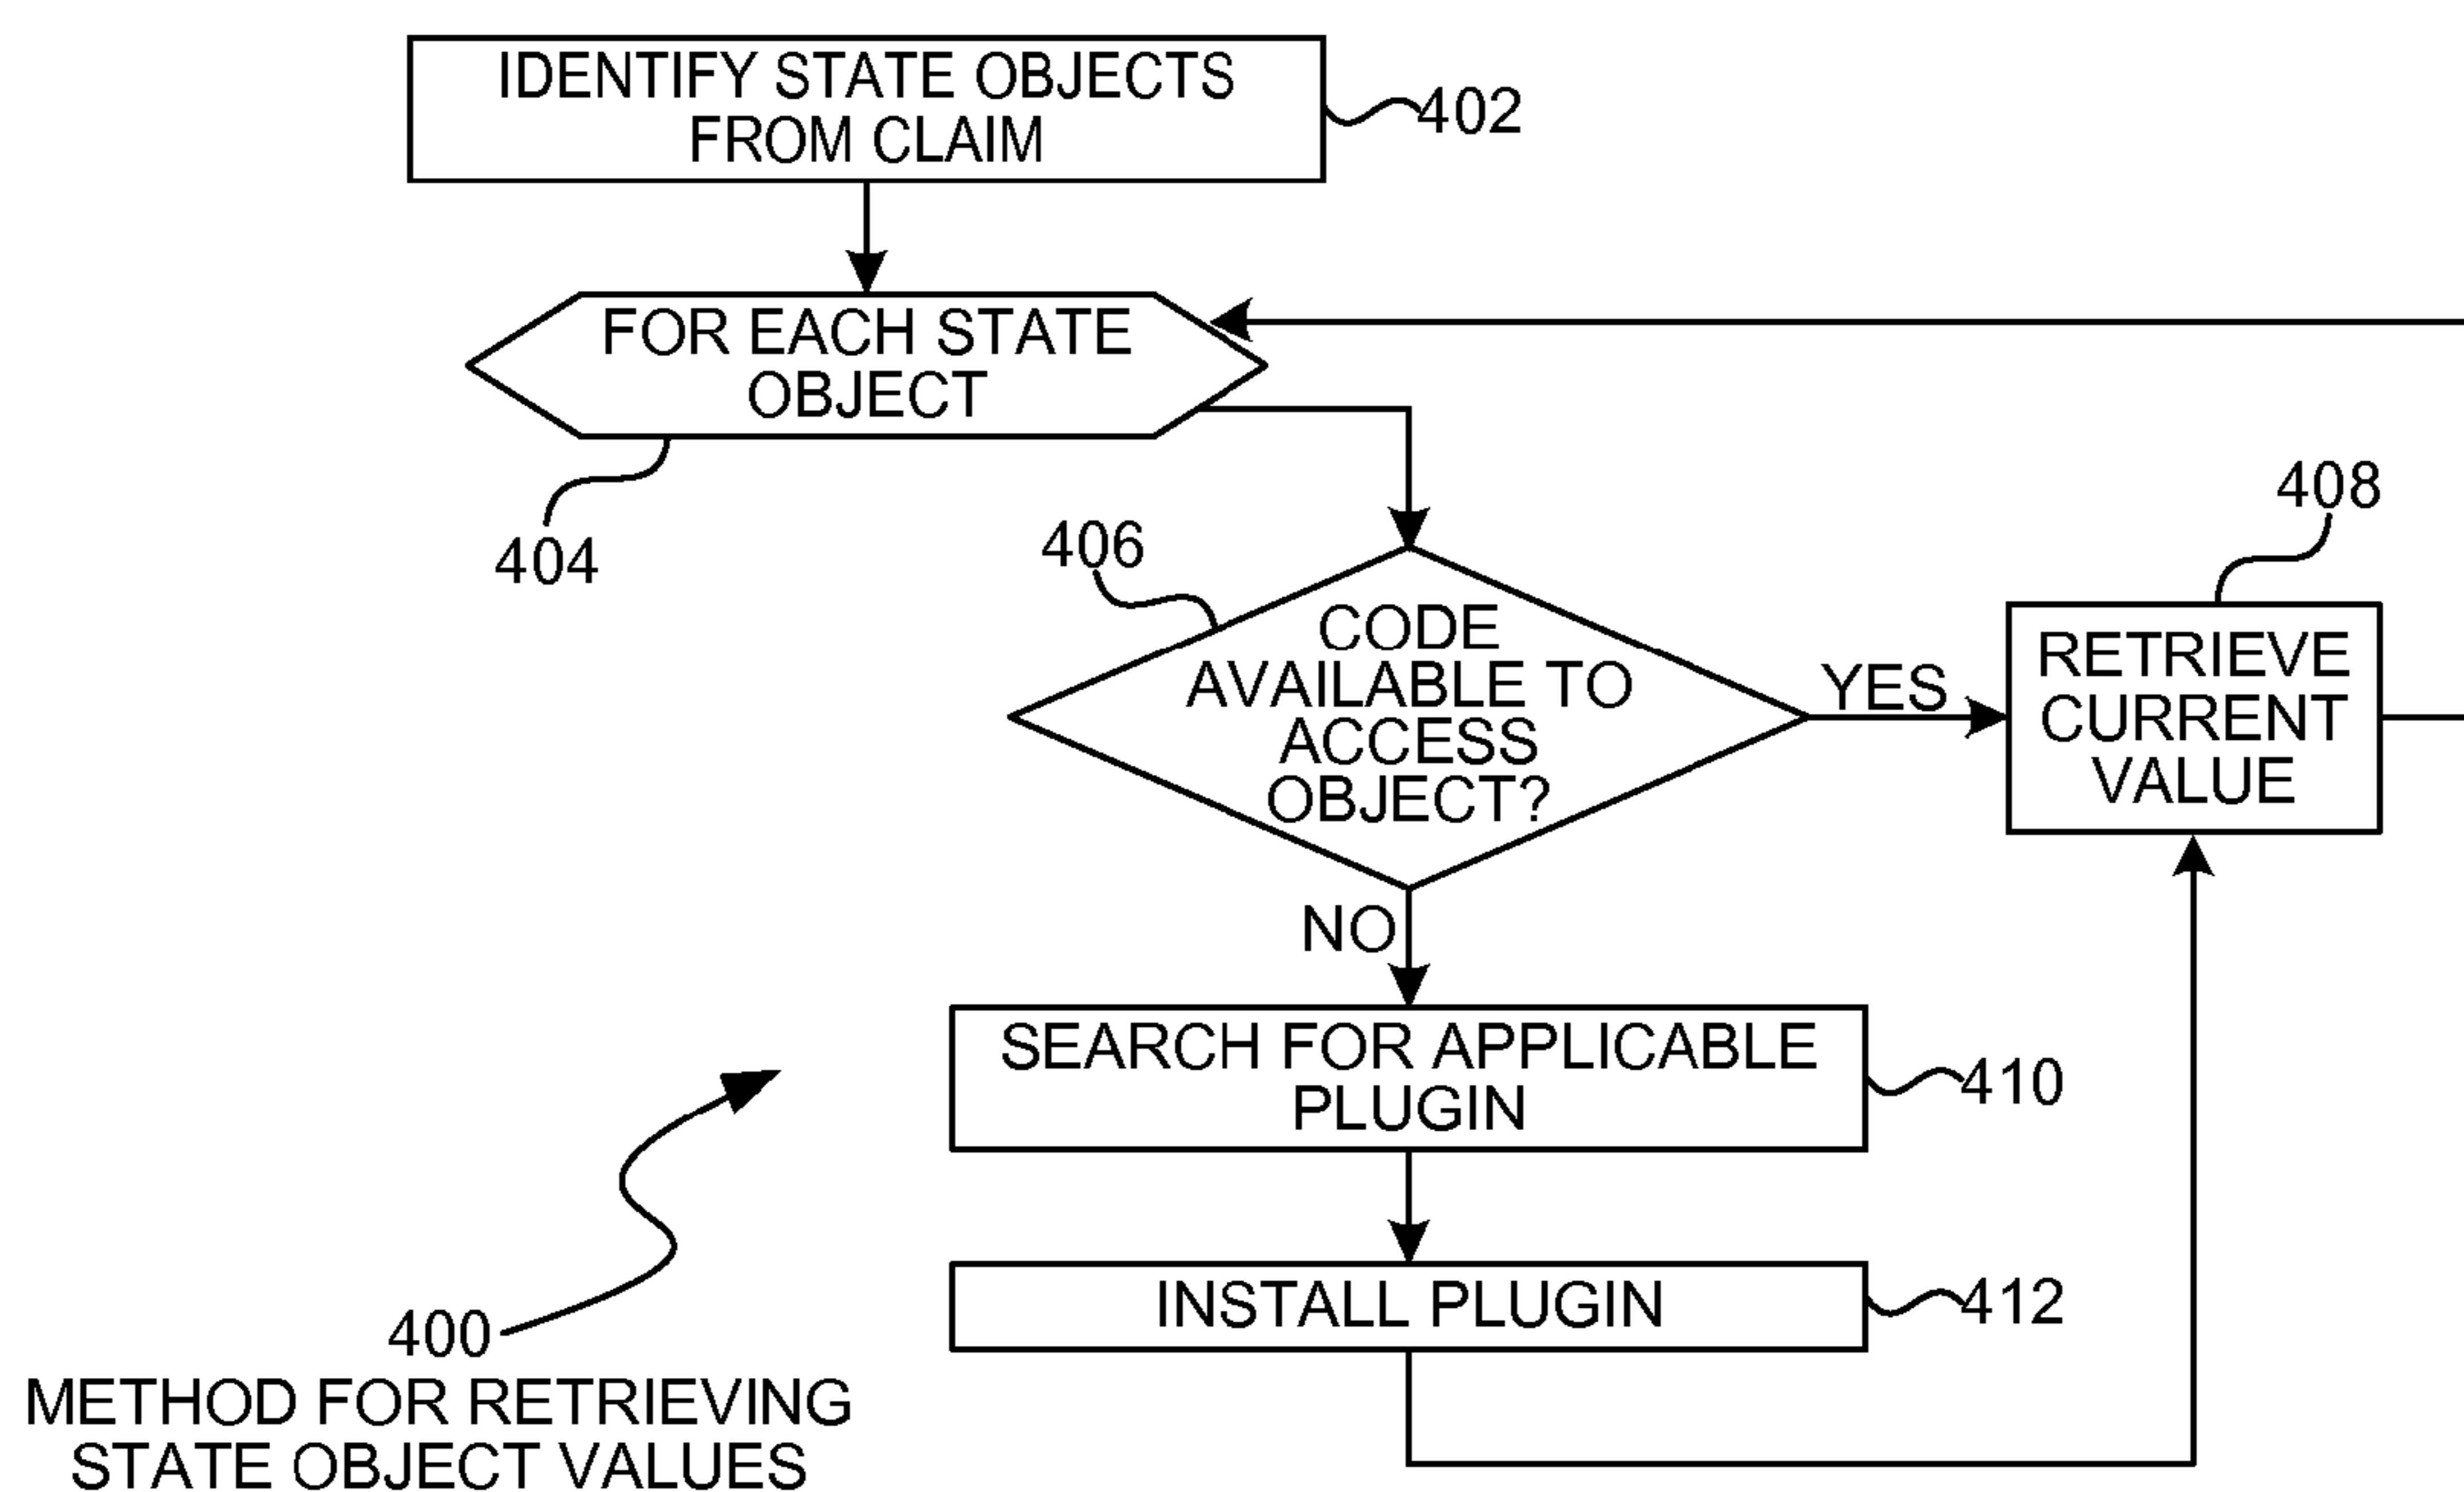 IDENTIFY STATE OBJECTS
FROM CLAIM
402
FOR EACH STATE
OBJECT
404
406
CODE
AVAILABLE TO
ACCESS
OBJECT?
YES
408
RETRIEVE
CURRENT
VALUE
NO
SEARCH FOR APPLICABLE
PLUGIN
410
INSTALL PLUGIN
412
400
METHOD FOR RETRIEVING
STATE OBJECT VALUES